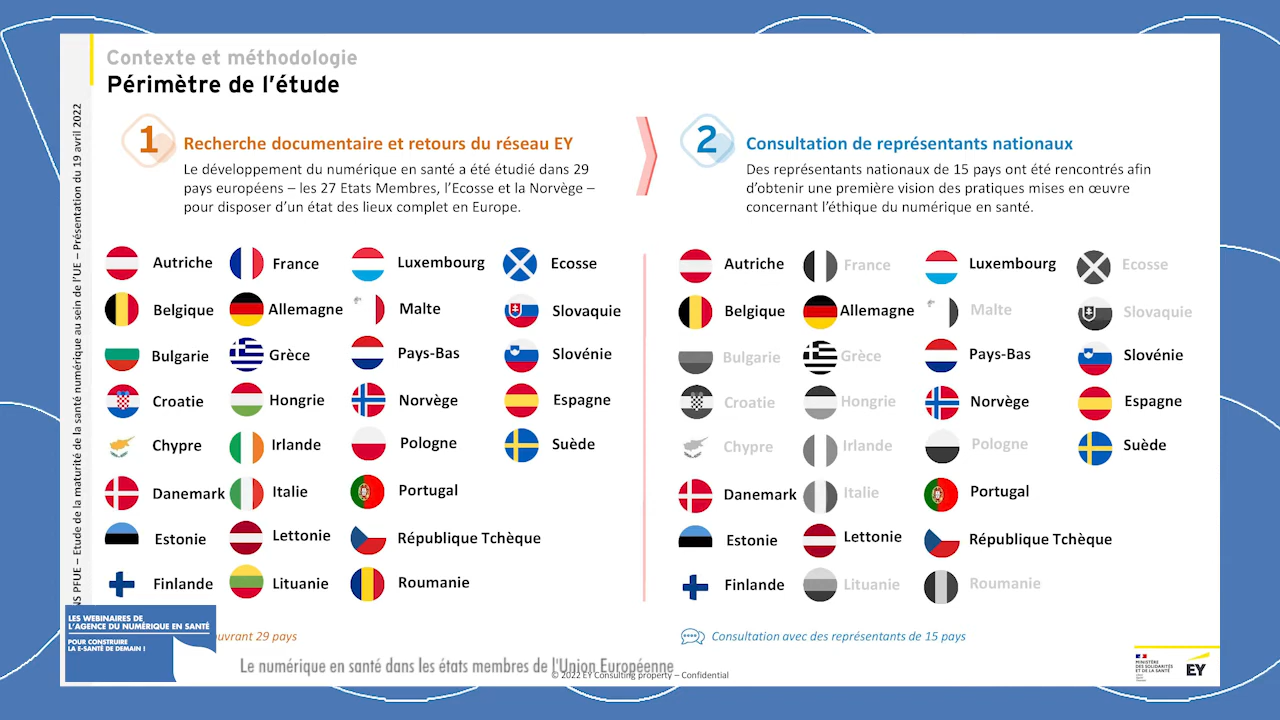 Contexte et méthodologie
Périmètre de l'étude
NS PFUE – Etude de la maturité de la santé numérique au sein de l'UE – Présentation du 19 avril 2022
1
Recherche documentaire et retours du réseau EY
Le développement du numérique en santé a été étudié dans 29
pays européens – les 27 Etats Membres, l'Ecosse et la Norvège –
pour disposer d'un état des lieux complet en Europe.
Autriche France Luxembourg Ecosse
Belgique Allemagne Malte Slovaquie
Bulgarie Grèce Pays-Bas Slovénie
Croatie Hongrie Norvège Espagne
Chypre Irlande Pologne Suède
Danemark Italie Portugal
Estonie Lettonie République Tchèque
Finlande Lituanie Roumanie
uvrant 29 pays
2
Consultation de représentants nationaux
Des représentants nationaux de 15 pays ont été rencontrés afin
d'obtenir une première vision des pratiques mises en œuvre
concernant l'éthique du numérique en santé.
Autriche France Luxembourg Ecosse
Belgique Allemagne Malte Slovaquie
Bulgarie Grèce Pays-Bas Slovénie
Croatie Hongrie Norvège Espagne
Chypre Irlande Pologne Suède
Danemark Italie Portugal
Estonie Lettonie République Tchèque
Finlande Lituanie Roumanie
Consultation avec des représentants de 15 pays
LES WEBINAIRES DE
L'AGENCE DU NUMÉRIQUE EN SANTÉ
POUR CONSTRUIRE
LA E-SANTÉ DE DEMAIN !
Le numérique en santé dans les états membres de l'Union Européenne
© 2022 EY Consulting property – Confidential
MINISTÈRE
DES SOLIDARITÉS
ET DE LA SANTÉ
EY